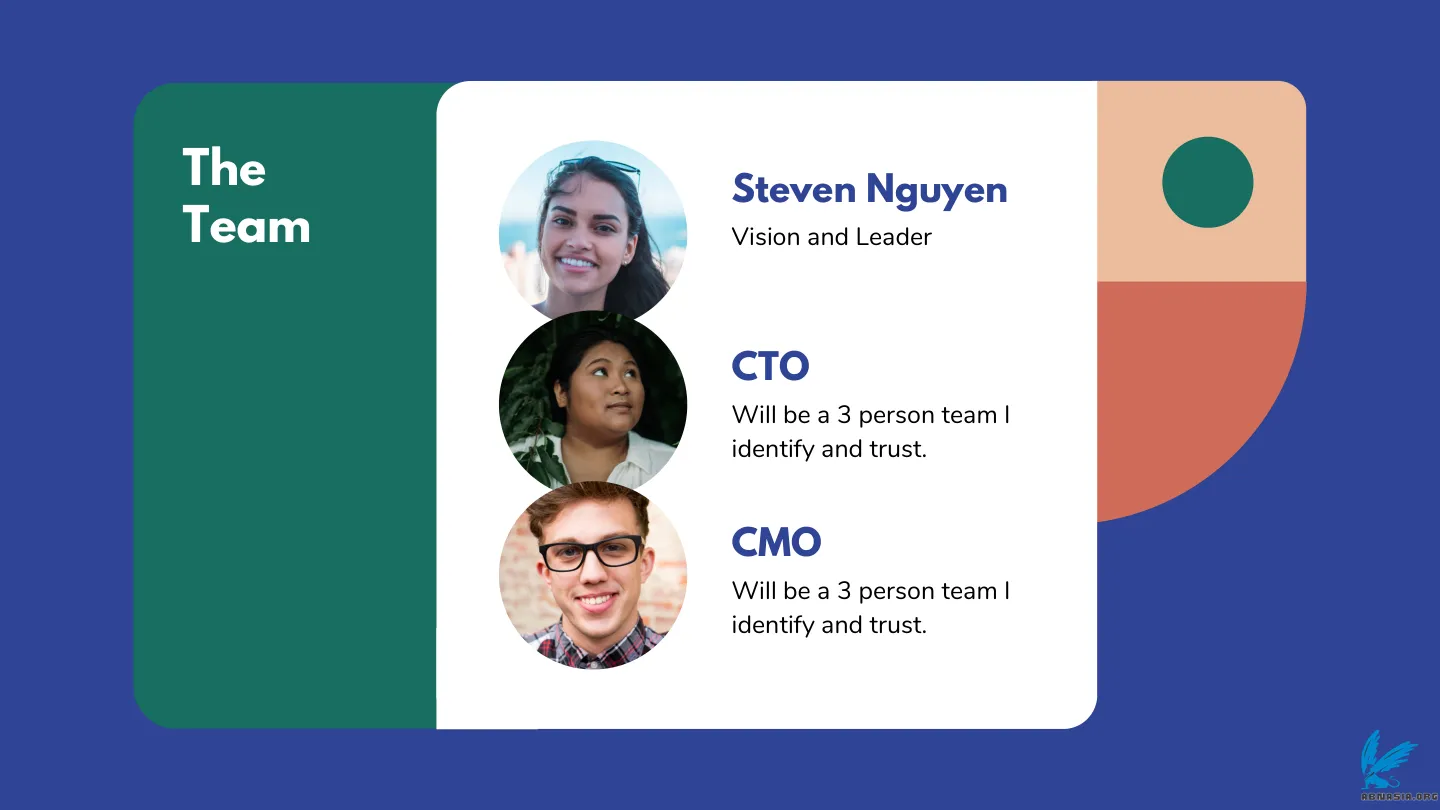 The
Team
Steven Nguyen
Vision and Leader
CTO
Will be a 3 person team I
identify and trust.
CMO
Will be a 3 person team I
identify and trust.
ABNASIA.ORG